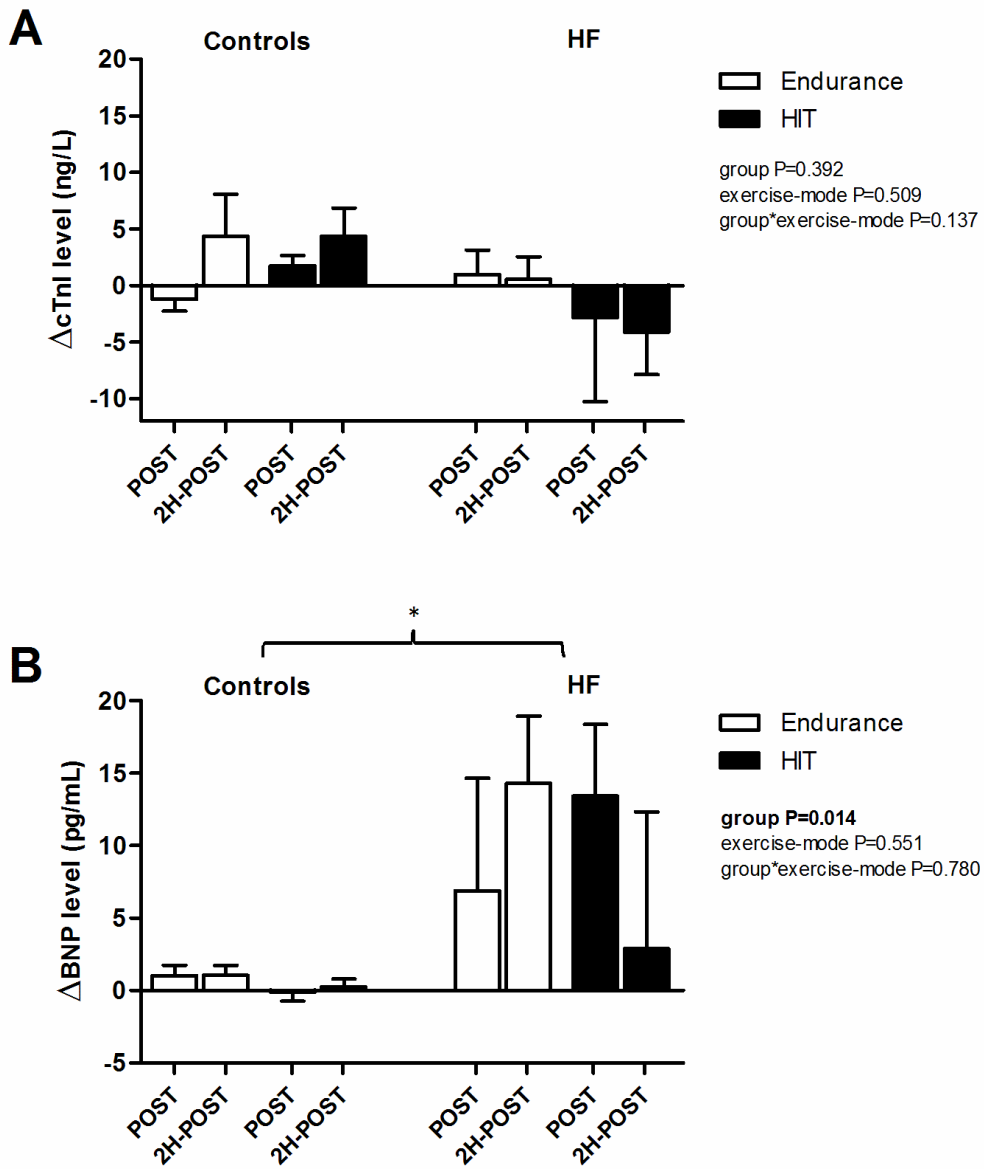 A
Controls
HF
20
15
10
5
0
-5
-10
ΔcTnI level (ng/L)
Endurance
HIT
group P=0.392
exercise-mode P=0.509
group*exercise-mode P=0.137
POST
2H-POST
POST
2H-POST
POST
2H-POST
POST
2H-POST
*
B
Controls
HF
20
15
10
5
0
-5
ΔBNP level (pg/mL)
Endurance
HIT
group P=0.014
exercise-mode P=0.551
group*exercise-mode P=0.780
POST
2H-POST
POST
2H-POST
POST
2H-POST
POST
2H-POST